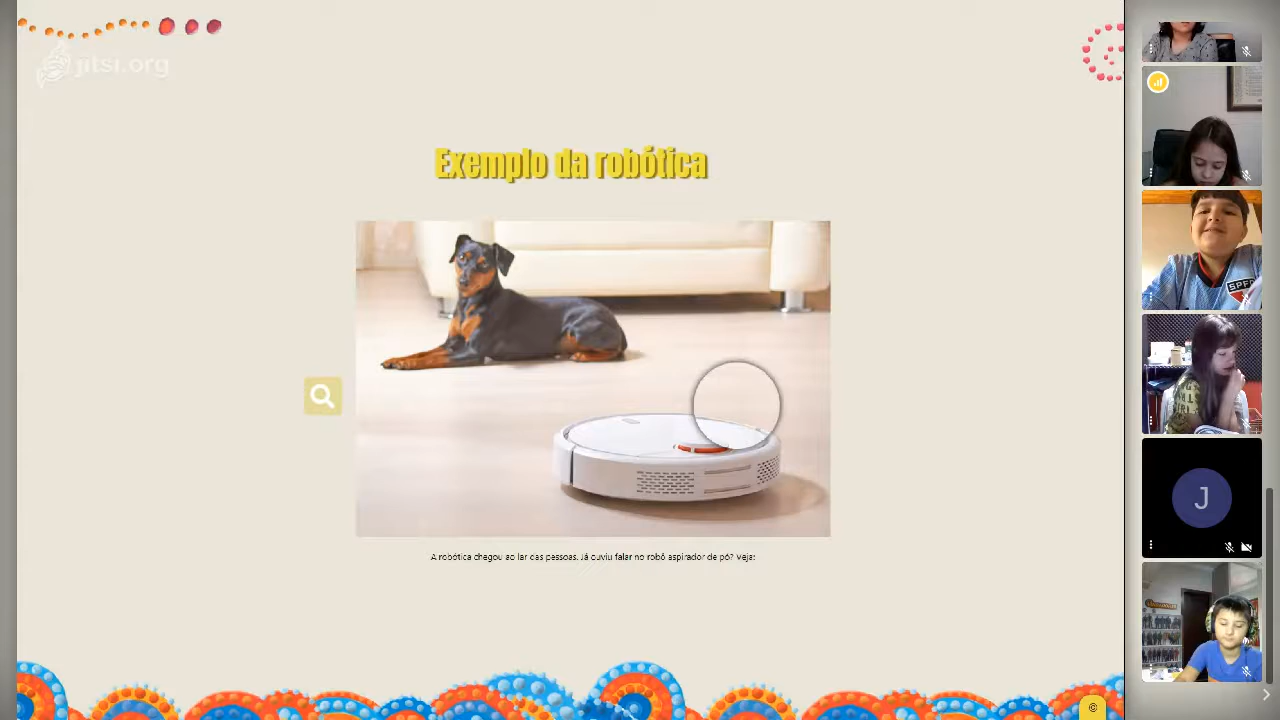 jitsi.org
Exemplo da robótica
A robótica chegou ao lar das pessoas. Já ouviu falar no robô aspirador de pó? Veja:
SPFC
J
©